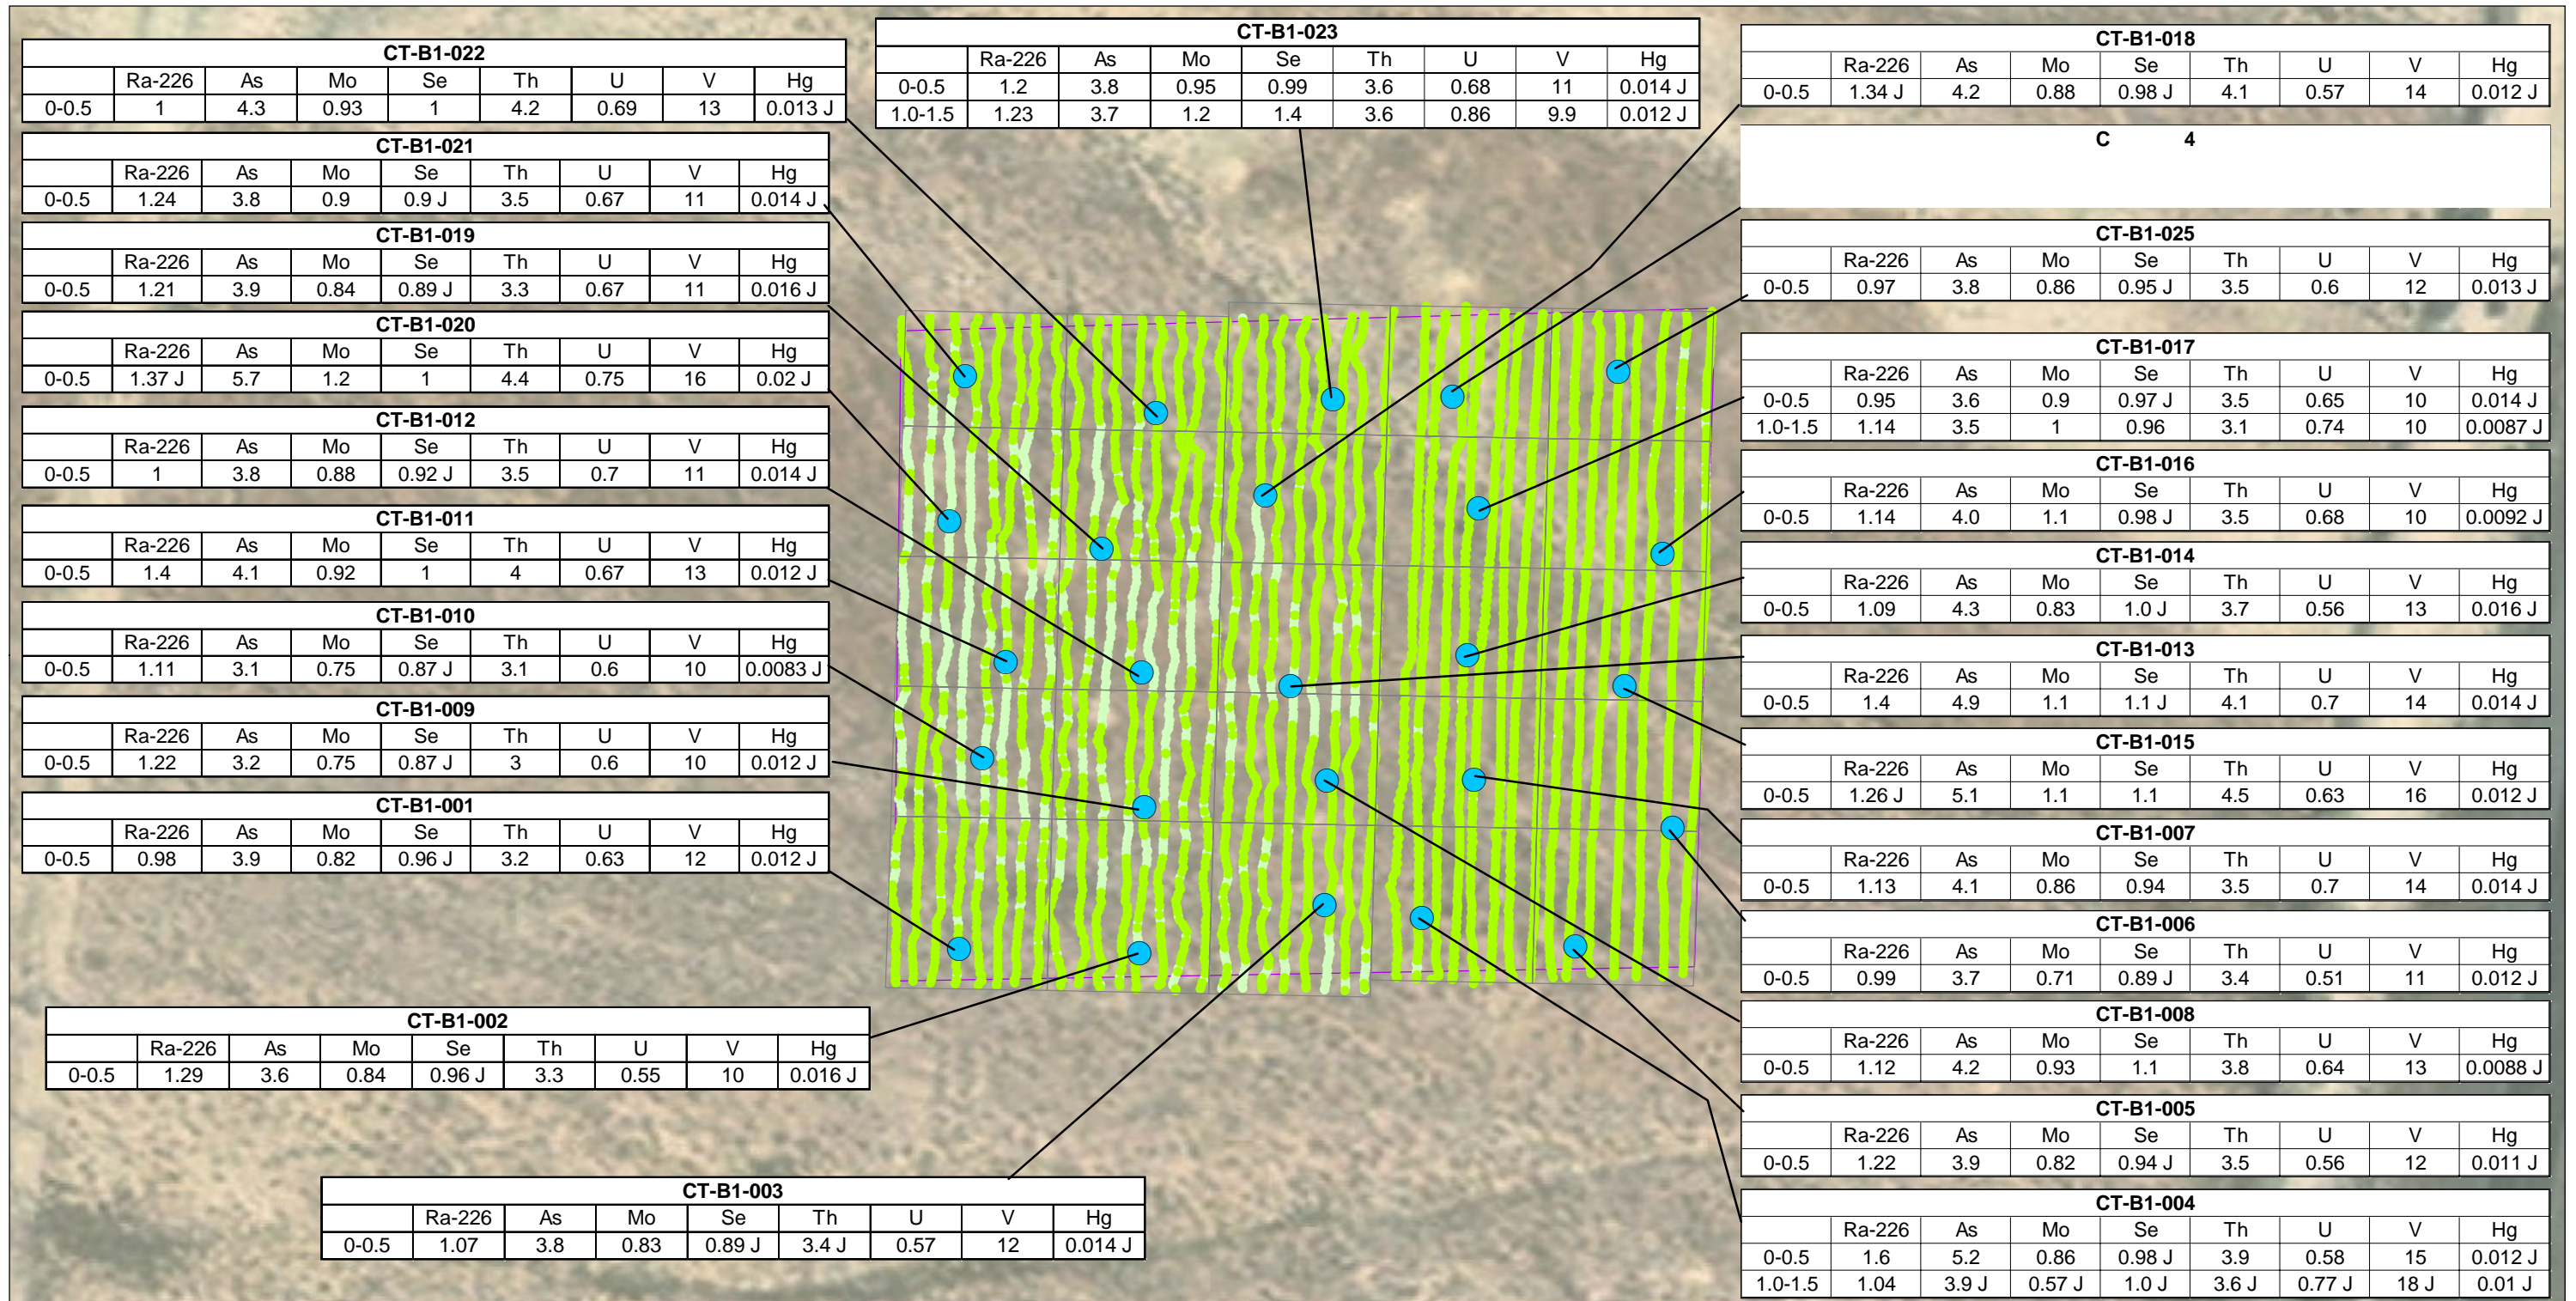 CT-B1-022
Ra-226 As Mo Se Th U V Hg
0-0.5 1 4.3 0.93 1 4.2 0.69 13 0.013 J
CT-B1-021
Ra-226 As Mo Se Th U V Hg
0-0.5 1.24 3.8 0.9 0.9 J 3.5 0.67 11 0.014 J
CT-B1-019
Ra-226 As Mo Se Th U V Hg
0-0.5 1.21 3.9 0.84 0.89 J 3.3 0.67 11 0.016 J
CT-B1-020
Ra-226 As Mo Se Th U V Hg
0-0.5 1.37 J 5.7 1.2 1 4.4 0.75 16 0.02 J
CT-B1-012
Ra-226 As Mo Se Th U V Hg
0-0.5 1 3.8 0.88 0.92 J 3.5 0.7 11 0.014 J
CT-B1-011
Ra-226 As Mo Se Th U V Hg
0-0.5 1.4 4.1 0.92 1 4 0.67 13 0.012 J
CT-B1-010
Ra-226 As Mo Se Th U V Hg
0-0.5 1.11 3.1 0.75 0.87 J 3.1 0.6 10 0.0083 J
CT-B1-009
Ra-226 As Mo Se Th U V Hg
0-0.5 1.22 3.2 0.75 0.87 J 3 0.6 10 0.012 J
CT-B1-001
Ra-226 As Mo Se Th U V Hg
0-0.5 0.98 3.9 0.82 0.96 J 3.2 0.63 12 0.012 J
CT-B1-002
Ra-226 As Mo Se Th U V Hg
0-0.5 1.29 3.6 0.84 0.96 J 3.3 0.55 10 0.016 J
CT-B1-003
Ra-226 As Mo Se Th U V Hg
0-0.5 1.07 3.8 0.83 0.89 J 3.4 J 0.57 12 0.014 J
CT-B1-023
Ra-226 As Mo Se Th U V Hg
0-0.5 1.2 3.8 0.95 0.99 3.6 0.68 11 0.014 J
1.0-1.5 1.23 3.7 1.2 1.4 3.6 0.86 9.9 0.012 J
CT-B1-018
Ra-226 As Mo Se Th U V Hg
0-0.5 1.34 J 4.2 0.88 0.98 J 4.1 0.57 14 0.012 J
C 4
CT-B1-025
Ra-226 As Mo Se Th U V Hg
0-0.5 0.97 3.8 0.86 0.95 J 3.5 0.6 12 0.013 J
CT-B1-017
Ra-226 As Mo Se Th U V Hg
0-0.5 0.95 3.6 0.9 0.97 J 3.5 0.65 10 0.014 J
1.0-1.5 1.14 3.5 1 0.96 3.1 0.74 10 0.0087 J
CT-B1-016
Ra-226 As Mo Se Th U V Hg
0-0.5 1.14 4.0 1.1 0.98 J 3.5 0.68 10 0.0092 J
CT-B1-014
Ra-226 As Mo Se Th U V Hg
0-0.5 1.09 4.3 0.83 1.0 J 3.7 0.56 13 0.016 J
CT-B1-013
Ra-226 As Mo Se Th U V Hg
0-0.5 1.4 4.9 1.1 1.1 J 4.1 0.7 14 0.014 J
CT-B1-015
Ra-226 As Mo Se Th U V Hg
0-0.5 1.26 J 5.1 1.1 1.1 4.5 0.63 16 0.012 J
CT-B1-007
Ra-226 As Mo Se Th U V Hg
0-0.5 1.13 4.1 0.86 0.94 3.5 0.7 14 0.014 J
CT-B1-006
Ra-226 As Mo Se Th U V Hg
0-0.5 0.99 3.7 0.71 0.89 J 3.4 0.51 11 0.012 J
CT-B1-008
Ra-226 As Mo Se Th U V Hg
0-0.5 1.12 4.2 0.93 1.1 3.8 0.64 13 0.0088 J
CT-B1-005
Ra-226 As Mo Se Th U V Hg
0-0.5 1.22 3.9 0.82 0.94 J 3.5 0.56 12 0.011 J
CT-B1-004
Ra-226 As Mo Se Th U V Hg
0-0.5 1.6 5.2 0.86 0.98 J 3.9 0.58 15 0.012 J
1.0-1.5 1.04 3.9 J 0.57 J 1.0 J 3.6 J 0.77 J 18 J 0.01 J